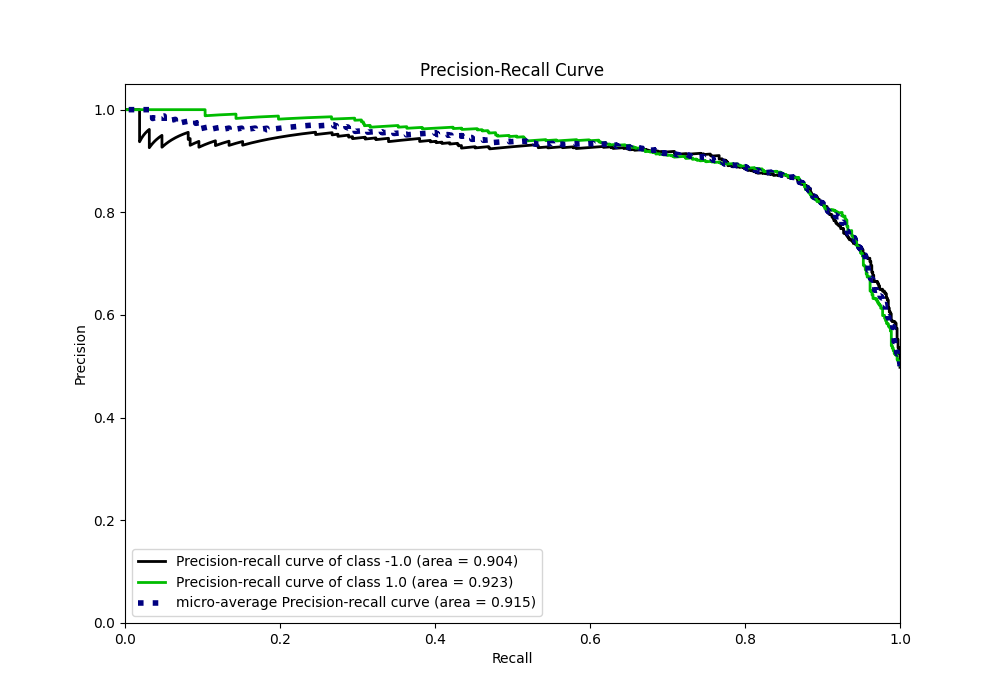 Precision-Recall Curve
1.0
0.8
0.6
0.4
0.2
0.0
Precision
Precision-recall curve of class -1.0 (area = 0.904)
Precision-recall curve of class 1.0 (area = 0.923)
micro-average Precision-recall curve (area = 0.915)
0.0 0.2 0.4 0.6 0.8 1.0
Recall